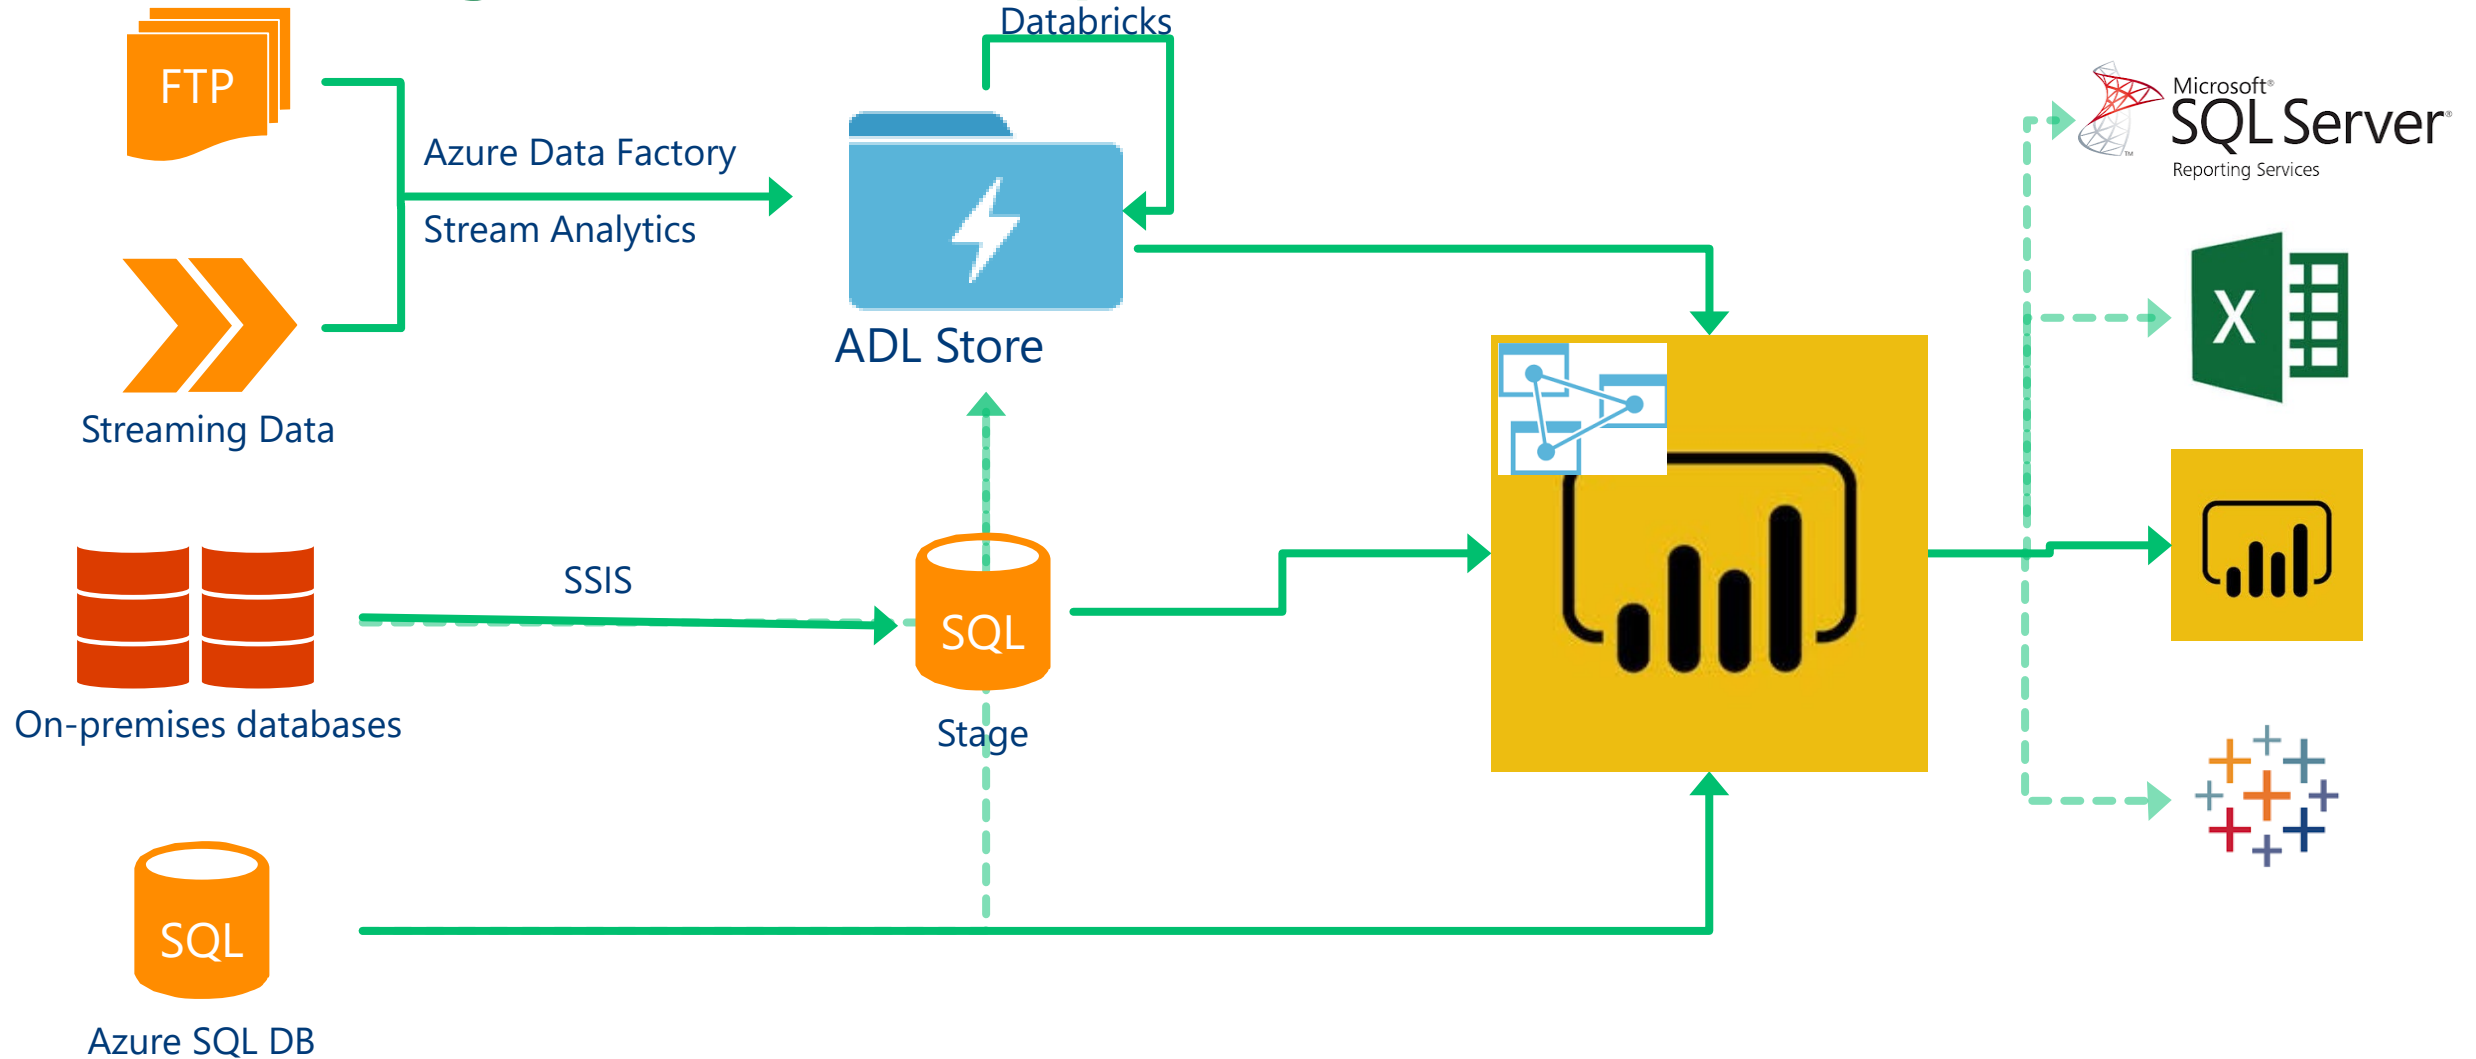 Databricks
FTP
Azure Data Factory
Stream Analytics
Microsoft®
SQL Server®
TM
Reporting Services
X
ADL Store
Streaming Data
SSIS
SQL
On-premises databases
Stage
SQL
Azure SQL DB